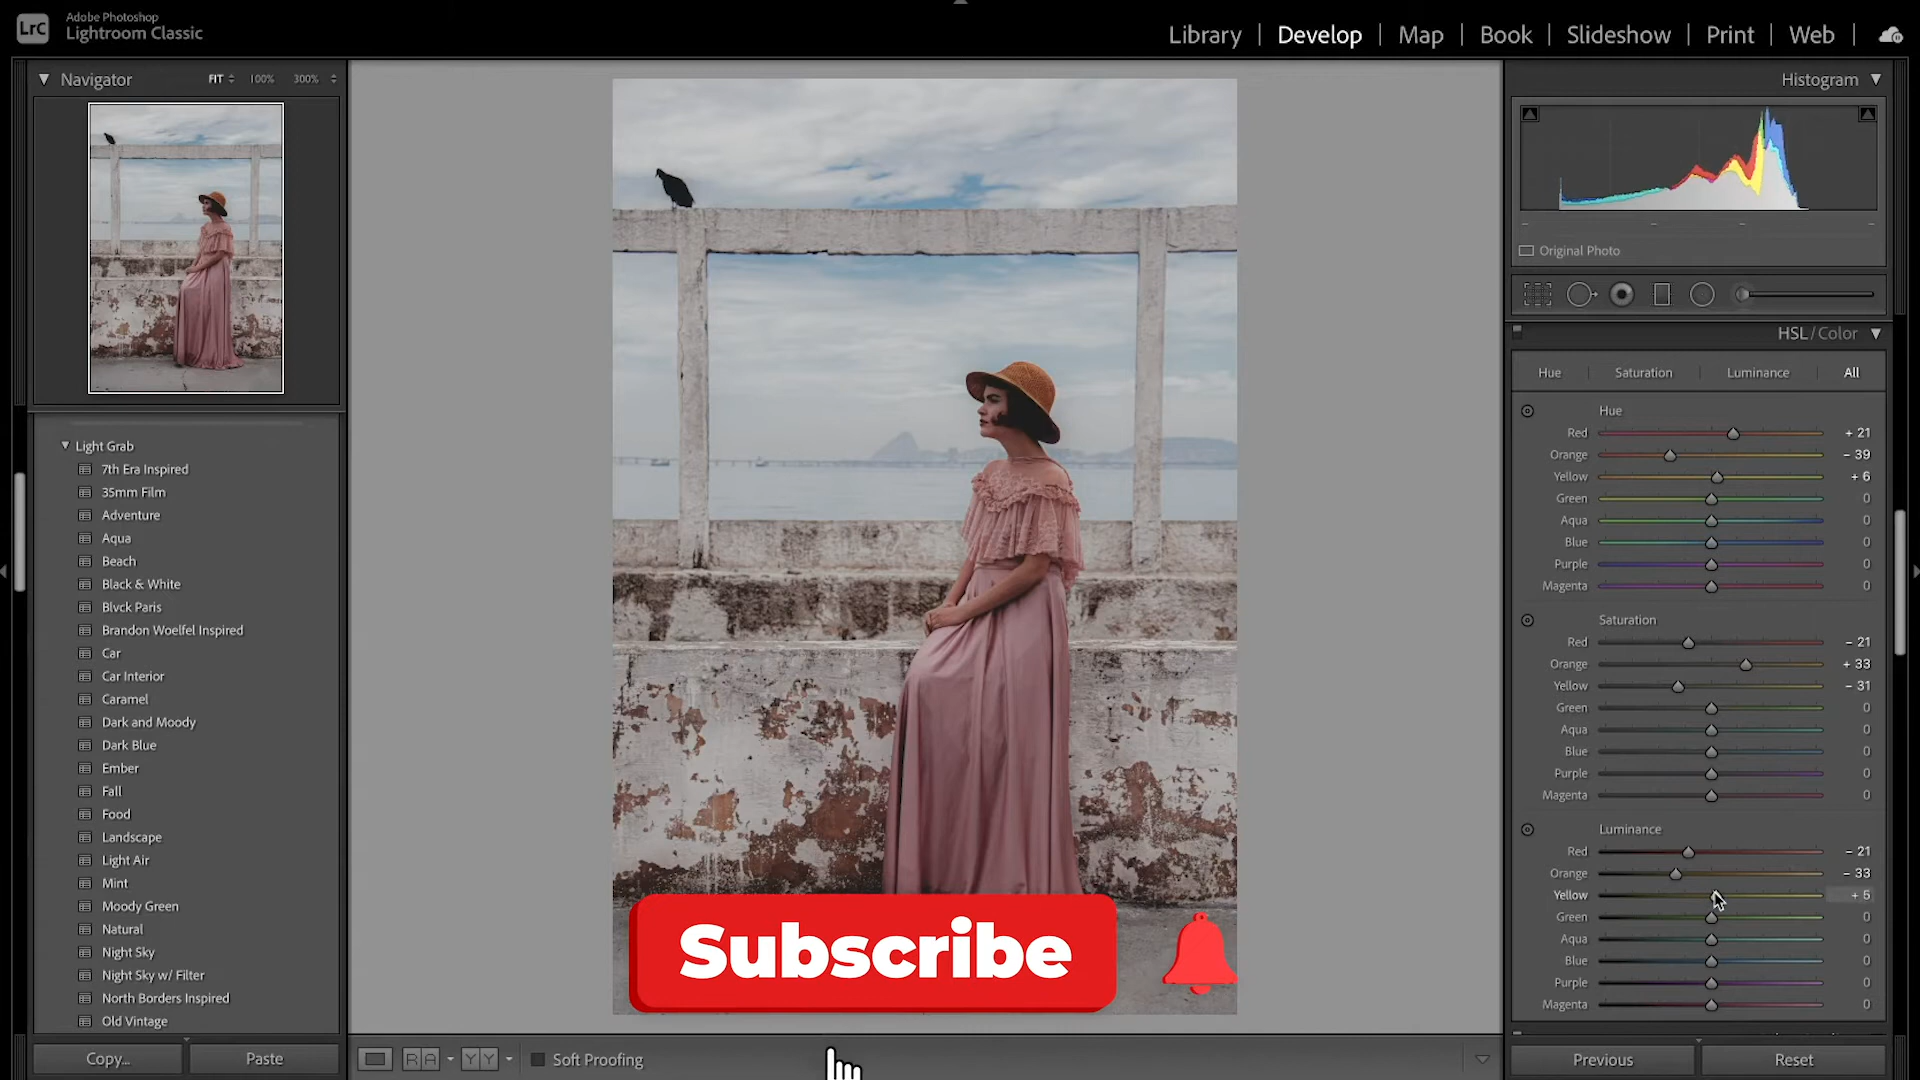 LrC
Adobe Photoshop
Lightroom Classic
Library | Develop | Map | Book | Slideshow | Print | Web
Navigator FIT 100% 300%
Light Grab
7th Era Inspired
35mm Film
Adventure
Aqua
Beach
Black & White
Blvck Paris
Brandon Woelfel Inspired
Car
Car Interior
Caramel
Dark and Moody
Dark Blue
Ember
Fall
Food
Landscape
Light Air
Mint
Moody Green
Natural
Night Sky
Night Sky w/ Filter
North Borders Inspired
Old Vintage
Copy...
Paste
Subscribe
R A
Y Y
Soft Proofing
Histogram
Original Photo
HSL / Color
Hue Saturation Luminance All
Hue
Red + 21
Orange - 39
Yellow + 6
Green 0
Aqua 0
Blue 0
Purple 0
Magenta 0
Saturation
Red - 21
Orange + 33
Yellow - 31
Green 0
Aqua 0
Blue 0
Purple 0
Magenta 0
Luminance
Red - 21
Orange - 33
Yellow + 5
Green 0
Aqua 0
Blue 0
Purple 0
Magenta 0
Previous
Reset